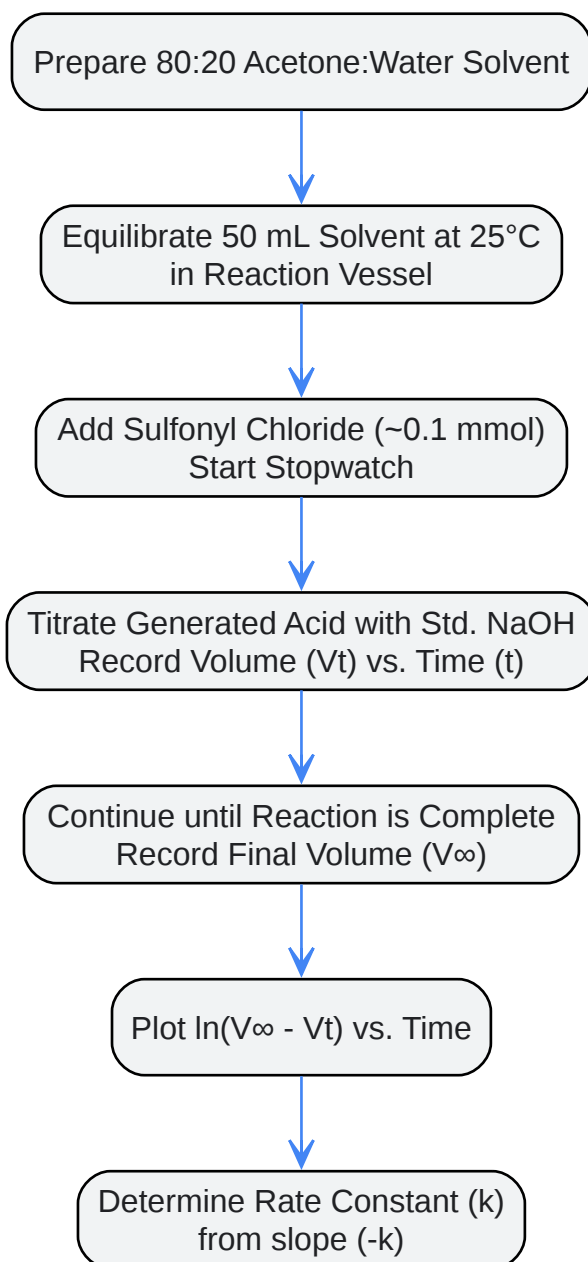 Prepare 80:20 Acetone:Water Solvent
Equilibrate 50 mL Solvent at 25°C
in Reaction Vessel
Add Sulfonyl Chloride (~0.1 mmol)
Start Stopwatch
Titrate Generated Acid with Std. NaOH
Record Volume (Vt) vs. Time (t)
Continue until Reaction is Complete
Record Final Volume (V∞)
Plot ln(V∞ - Vt) vs. Time
Determine Rate Constant (k)
from slope (-k)